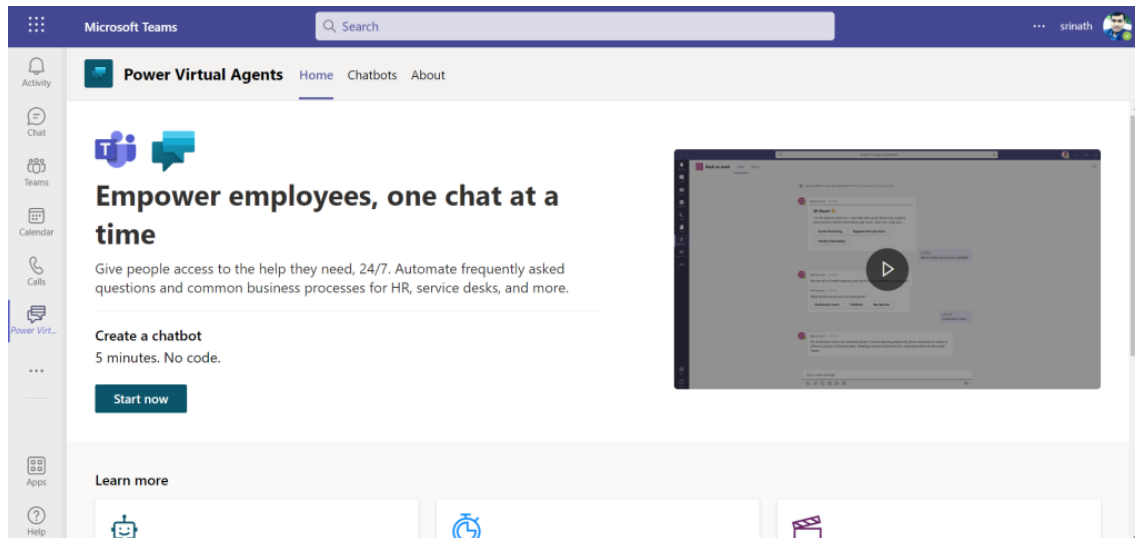 Microsoft Teams
Search
srinath
Activity
Chat
Teams
Calendar
Calls
Power Virt...
Apps
Help
Power Virtual Agents Home Chatbots About
Empower employees, one chat at a
time
Give people access to the help they need, 24/7. Automate frequently asked
questions and common business processes for HR, service desks, and more.
Create a chatbot
5 minutes. No code.
Start now
Back to work
Learn more